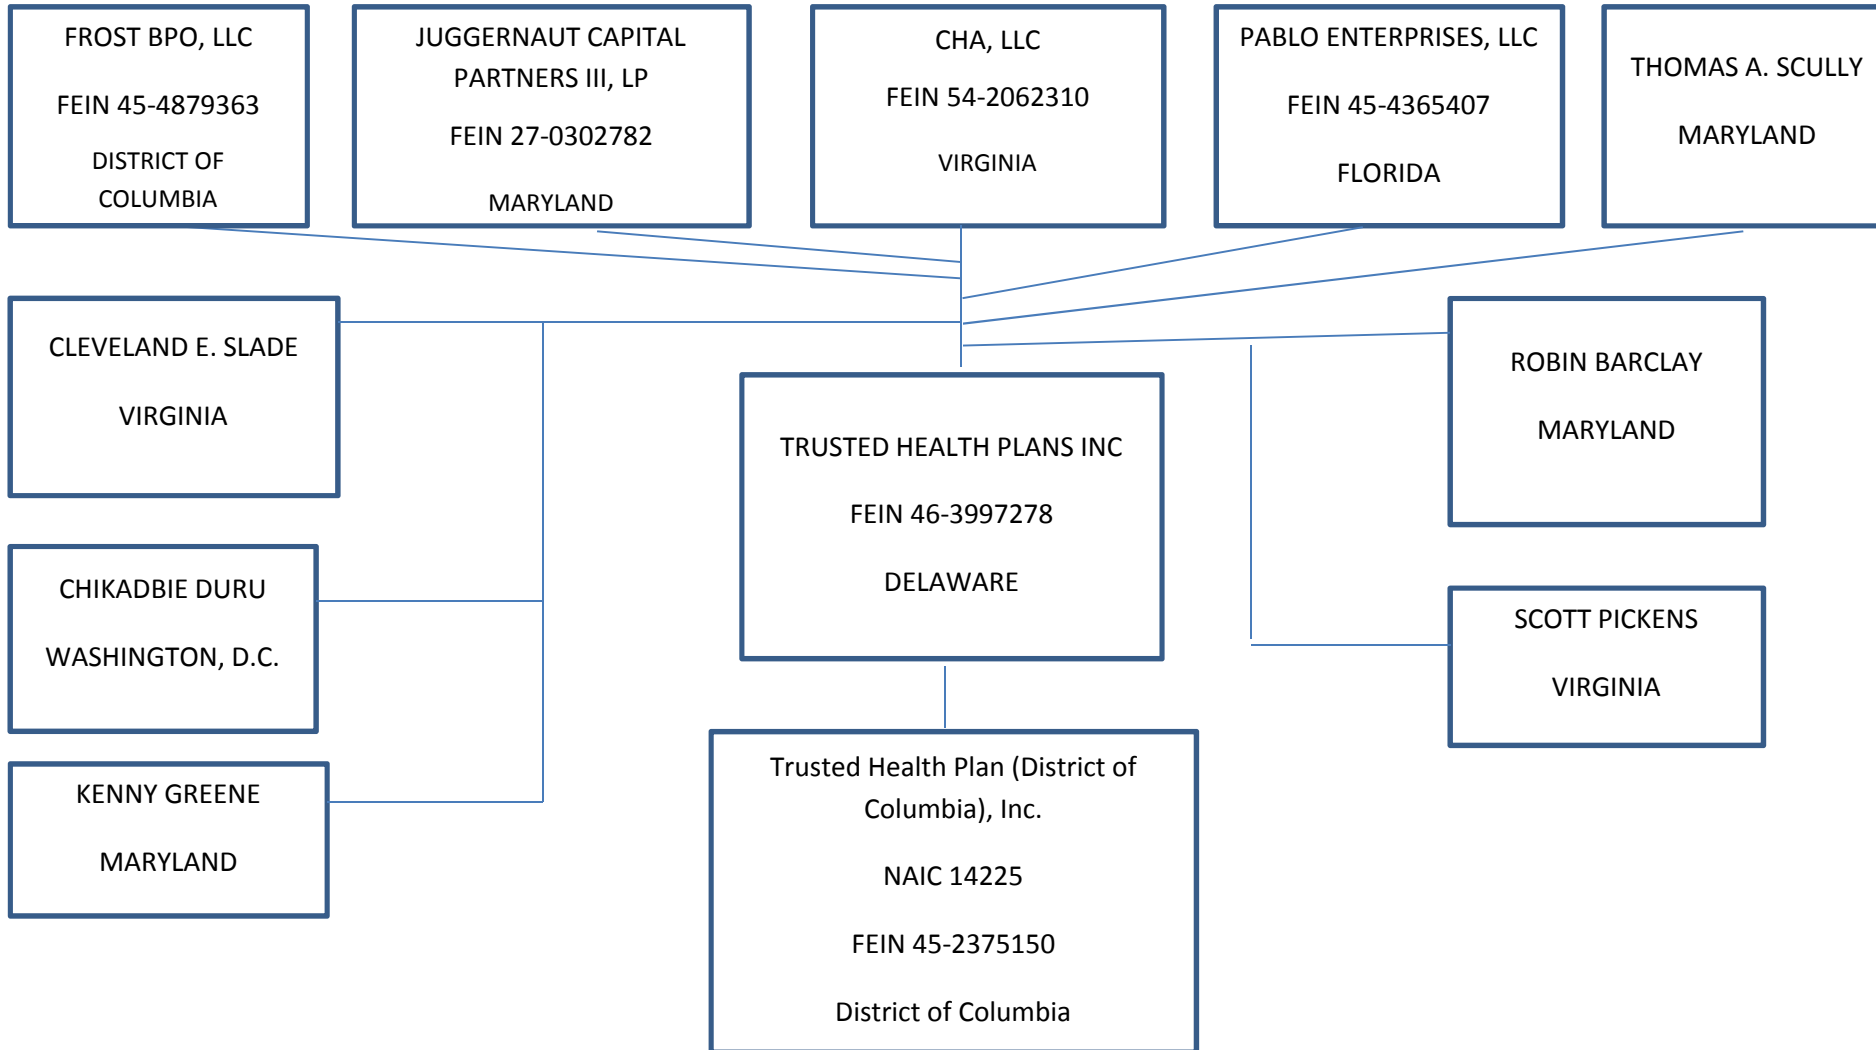 FROST BPO, LLC
FEIN 45-4879363
DISTRICT OF
COLUMBIA
JUGGERNAUT CAPITAL
PARTNERS III, LP
FEIN 27-0302782
MARYLAND
CHA, LLC
FEIN 54-2062310
VIRGINIA
PABLO ENTERPRISES, LLC
FEIN 45-4365407
FLORIDA
THOMAS A. SCULLY
MARYLAND
CLEVELAND E. SLADE
VIRGINIA
ROBIN BARCLAY
MARYLAND
TRUSTED HEALTH PLANS INC
FEIN 46-3997278
DELAWARE
CHIKADBIE DURU
WASHINGTON, D.C.
SCOTT PICKENS
VIRGINIA
KENNY GREENE
MARYLAND
Trusted Health Plan (District of
Columbia), Inc.
NAIC 14225
FEIN 45-2375150
District of Columbia